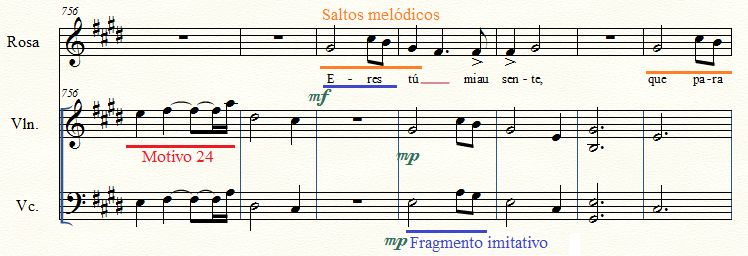 Saltos melódicos
756
Rosa
E - res tú miau sen - te, que pa - ra
mf
756
Vln.
mp
Motivo 24
Vc.
mp Fragmento imitativo